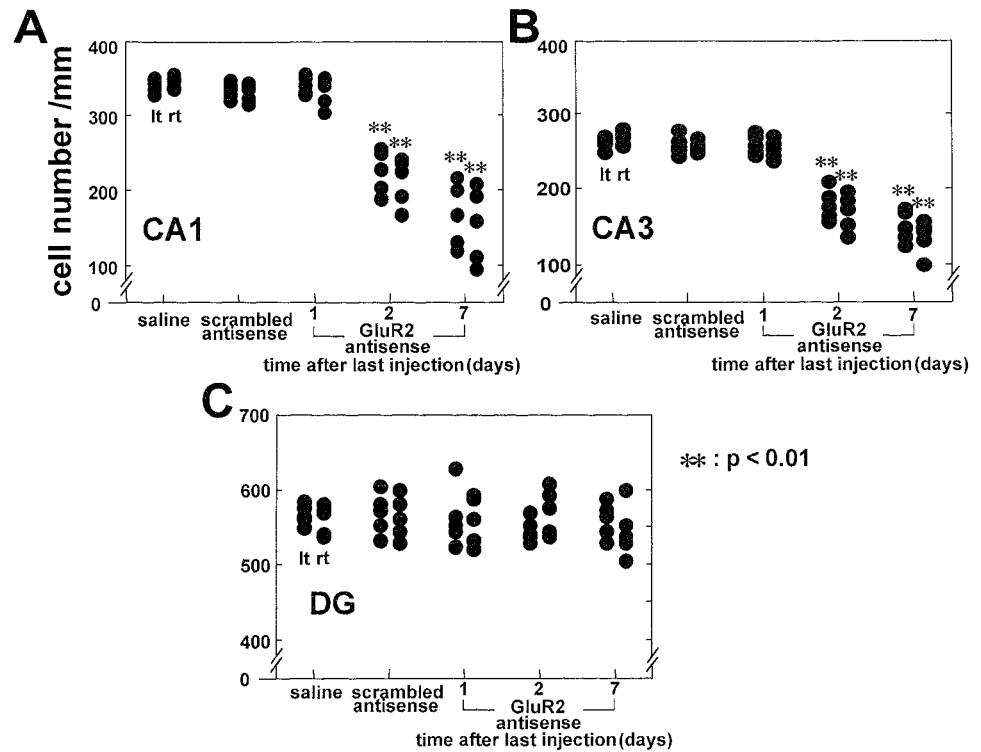 A
cell number /mm
400
300
200
100
0
lt rt
**
**
**
**
CA1
saline
scrambled
antisense
1
2
7
GluR2
antisense
time after last injection (days)
B
400
300
200
100
0
lt rt
**
**
**
**
CA3
saline
scrambled
antisense
1
2
7
GluR2
antisense
time after last injection (days)
C
700
600
500
400
0
lt rt
DG
saline
scrambled
antisense
1
2
7
GluR2
antisense
time after last injection (days)
** : p < 0.01